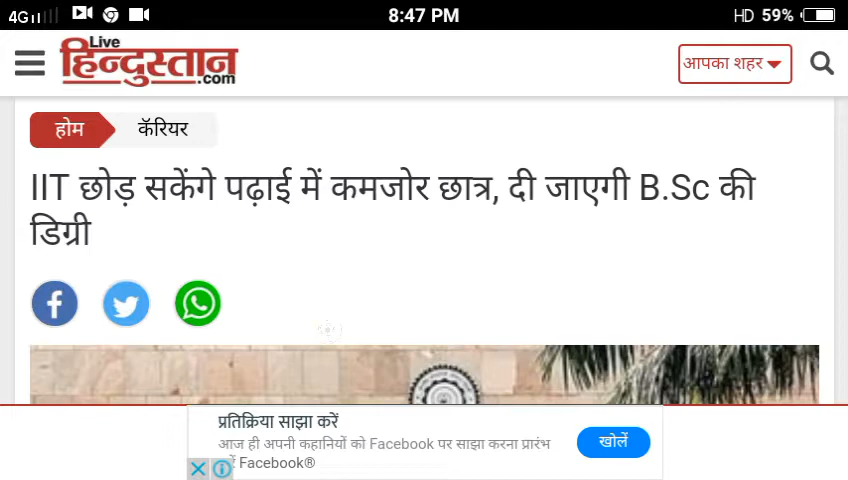 4G 8:47 PM HD 59%
Live
हिन्दुस्तान
.com
आपका शहर
होम कॅरियर
IIT छोड़ सकेंगे पढ़ाई में कमजोर छात्र, दी जाएगी B.Sc की
डिग्री
प्रतिक्रिया साझा करें
आज ही अपनी कहानियों को Facebook पर साझा करना प्रारंभ
Facebook®
खोलें